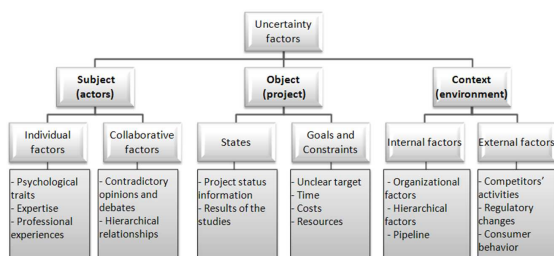 Uncertainty
factors
Subject
(actors)
Object
(project)
Context
(environment)
Individual
factors
Collaborative
factors
States
Goals and
Constraints
Internal factors
External factors
- Psychological
traits
- Expertise
- Professional
experiences
- Contradictory
opinions and
debates
- Hierarchical
relationships
- Project status
information
- Results of the
studies
- Unclear target
- Time
- Costs
- Resources
- Organizational
factors
- Hierarchical
factors
- Pipeline
- Competitors’
activities
- Regulatory
changes
- Consumer
behavior